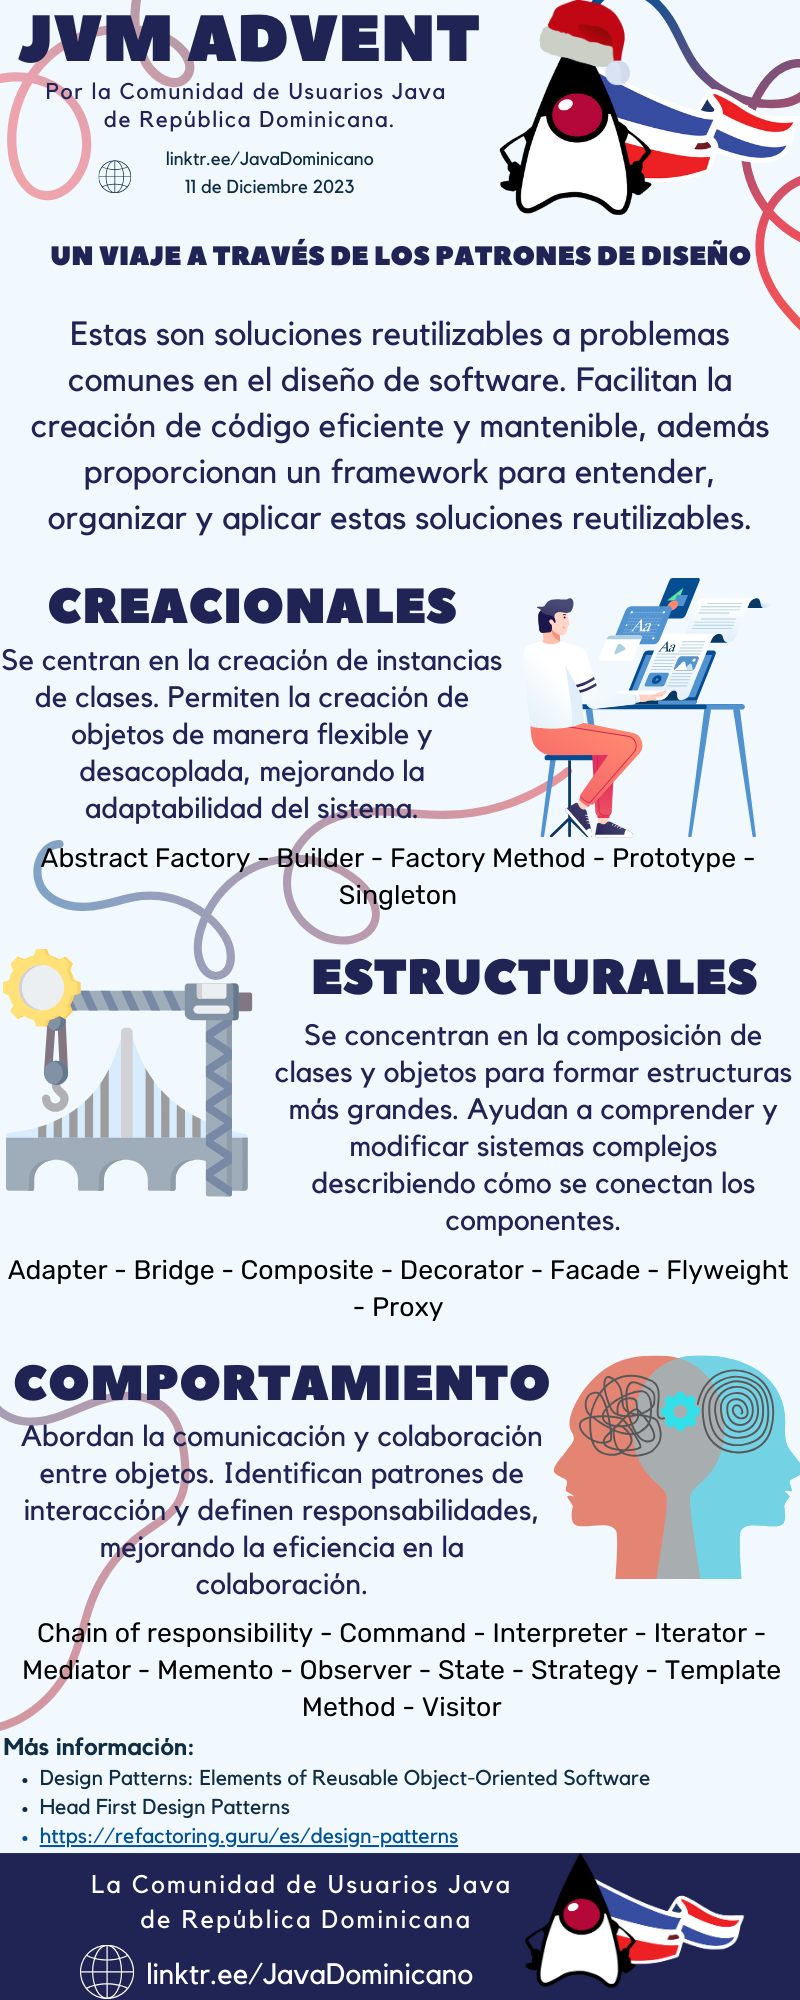 JVM ADVENT
Por la Comunidad de Usuarios Java
de República Dominicana.
linktr.ee/JavaDominicano
11 de Diciembre 2023
UN VIAJE A TRAVÉS DE LOS PATRONES DE DISEÑO
Estas son soluciones reutilizables a problemas
comunes en el diseño de software. Facilitan la
creación de código eficiente y mantenible, además
proporcionan un framework para entender,
organizar y aplicar estas soluciones reutilizables.
CREACIONALES
Se centran en la creación de instancias
de clases. Permiten la creación de
objetos de manera flexible y
desacoplada, mejorando la
adaptabilidad del sistema.
Aa
Aa
Abstract Factory - Builder - Factory Method - Prototype -
Singleton
ESTRUCTURALES
Se concentran en la composición de
clases y objetos para formar estructuras
más grandes. Ayudan a comprender y
modificar sistemas complejos
describiendo cómo se conectan los
componentes.
Adapter - Bridge - Composite - Decorator - Facade - Flyweight
- Proxy
COMPORTAMIENTO
Abordan la comunicación y colaboración
entre objetos. Identifican patrones de
interacción y definen responsabilidades,
mejorando la eficiencia en la
colaboración.
Chain of responsibility - Command - Interpreter - Iterator -
Mediator - Memento - Observer - State - Strategy - Template
Method - Visitor
Más información:
• Design Patterns: Elements of Reusable Object-Oriented Software
• Head First Design Patterns
• https://refactoring.guru/es/design-patterns
La Comunidad de Usuarios Java
de República Dominicana
linktr.ee/JavaDominicano